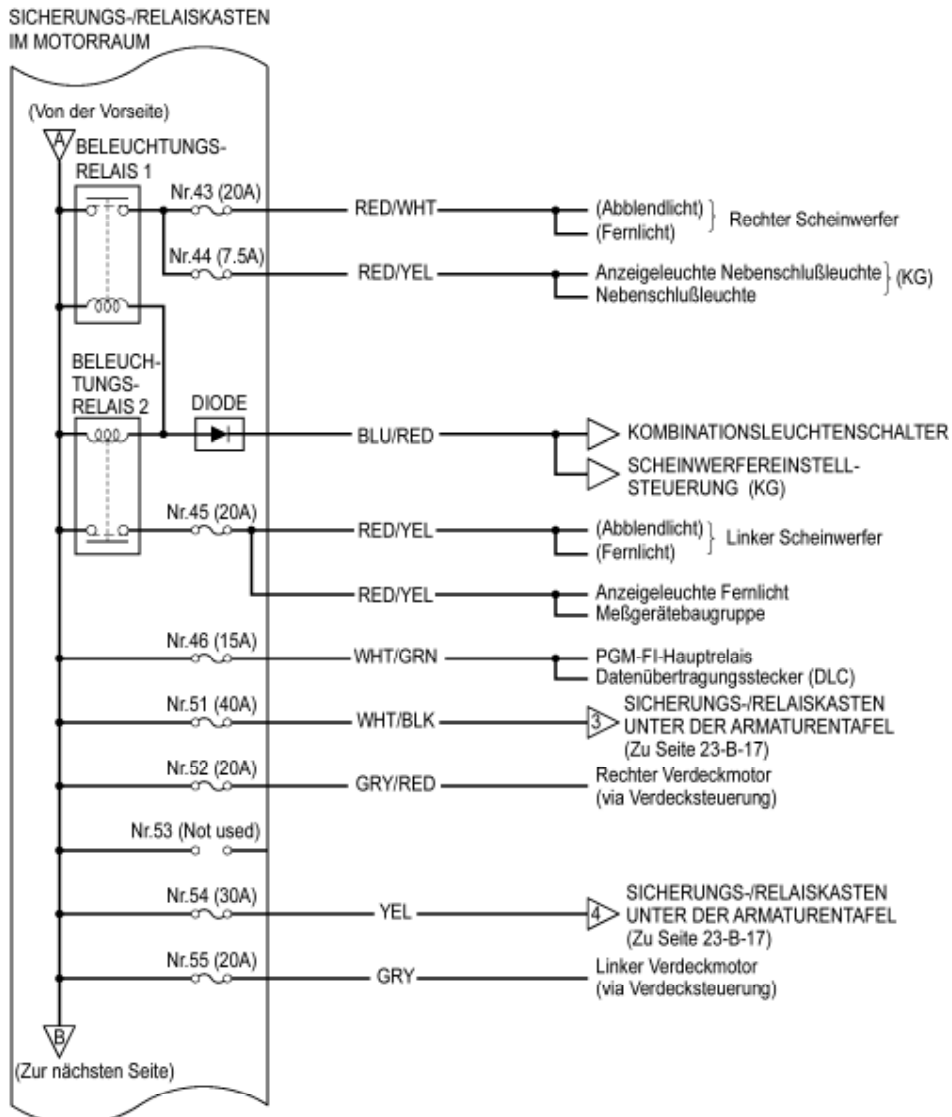 SICHERUNGS-/RELAISKASTEN
IM MOTORRAUM
(Von der Vorseite)
A
BELEUCHTUNGS-
RELAIS 1
Nr.43 (20A)
RED/WHT
(Abblendlicht)
(Fernlicht)
Rechter Scheinwerfer
Nr.44 (7.5A)
RED/YEL
Anzeigeleuchte Nebenschlußleuchte
Nebenschlußleuchte
(KG)
BELEUCH-
TUNGS-
RELAIS 2
DIODE
BLU/RED
KOMBINATIONSLEUCHTENSCHALTER
SCHEINWERFEREINSTELL-
STEUERUNG (KG)
Nr.45 (20A)
RED/YEL
(Abblendlicht)
(Fernlicht)
Linker Scheinwerfer
RED/YEL
Anzeigeleuchte Fernlicht
Meßgerätebaugruppe
Nr.46 (15A)
WHT/GRN
PGM-FI-Hauptrelais
Datenübertragungsstecker (DLC)
Nr.51 (40A)
WHT/BLK
3
SICHERUNGS-/RELAISKASTEN
UNTER DER ARMATURENTAFEL
(Zu Seite 23-B-17)
Nr.52 (20A)
GRY/RED
Rechter Verdeckmotor
(via Verdecksteuerung)
Nr.53 (Not used)
Nr.54 (30A)
YEL
4
SICHERUNGS-/RELAISKASTEN
UNTER DER ARMATURENTAFEL
(Zu Seite 23-B-17)
Nr.55 (20A)
GRY
Linker Verdeckmotor
(via Verdecksteuerung)
B
(Zur nächsten Seite)